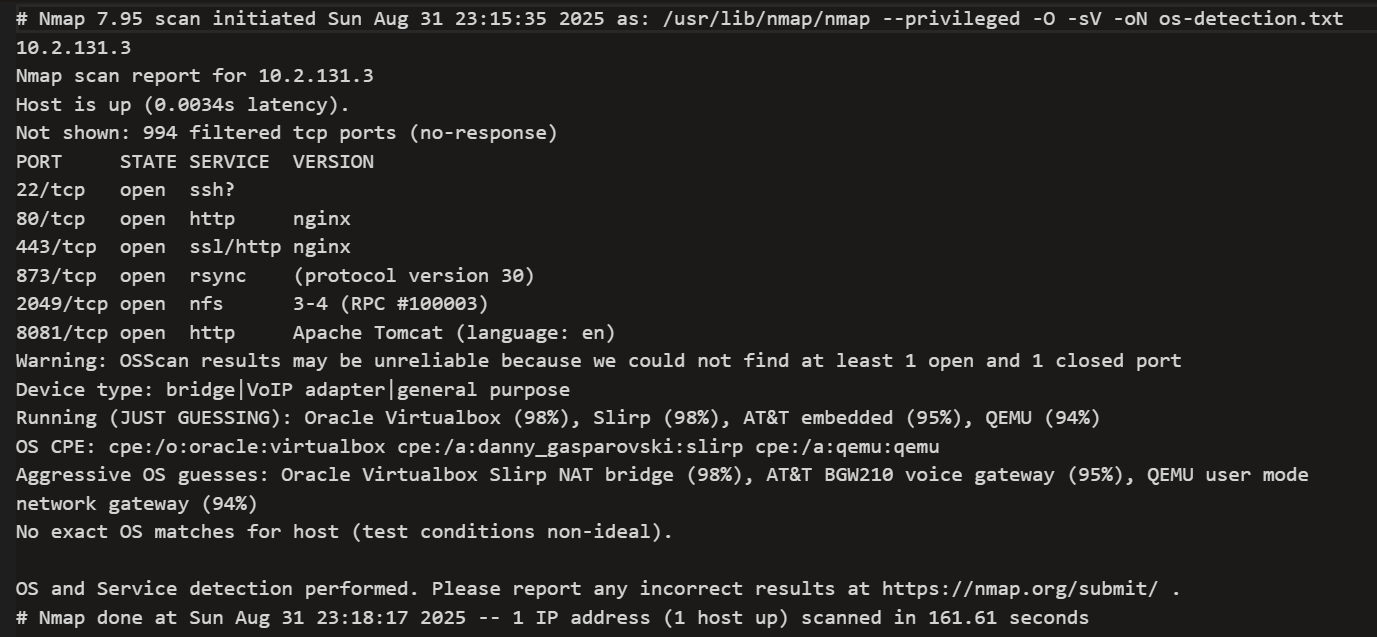 # Nmap 7.95 scan initiated Sun Aug 31 23:15:35 2025 as: /usr/lib/nmap/nmap --privileged -O -sV -oN os-detection.txt
10.2.131.3
Nmap scan report for 10.2.131.3
Host is up (0.0034s latency).
Not shown: 994 filtered tcp ports (no-response)
PORT     STATE SERVICE  VERSION
22/tcp   open  ssh?
80/tcp   open  http     nginx
443/tcp  open  ssl/http nginx
873/tcp  open  rsync    (protocol version 30)
2049/tcp open  nfs      3-4 (RPC #100003)
8081/tcp open  http     Apache Tomcat (language: en)
Warning: OSScan results may be unreliable because we could not find at least 1 open and 1 closed port
Device type: bridge|VoIP adapter|general purpose
Running (JUST GUESSING): Oracle Virtualbox (98%), Slirp (98%), AT&T embedded (95%), QEMU (94%)
OS CPE: cpe:/o:oracle:virtualbox cpe:/a:danny_gasparovski:slirp cpe:/a:qemu:qemu
Aggressive OS guesses: Oracle Virtualbox Slirp NAT bridge (98%), AT&T BGW210 voice gateway (95%), QEMU user mode
network gateway (94%)
No exact OS matches for host (test conditions non-ideal).

OS and Service detection performed. Please report any incorrect results at https://nmap.org/submit/ .
# Nmap done at Sun Aug 31 23:18:17 2025 -- 1 IP address (1 host up) scanned in 161.61 seconds